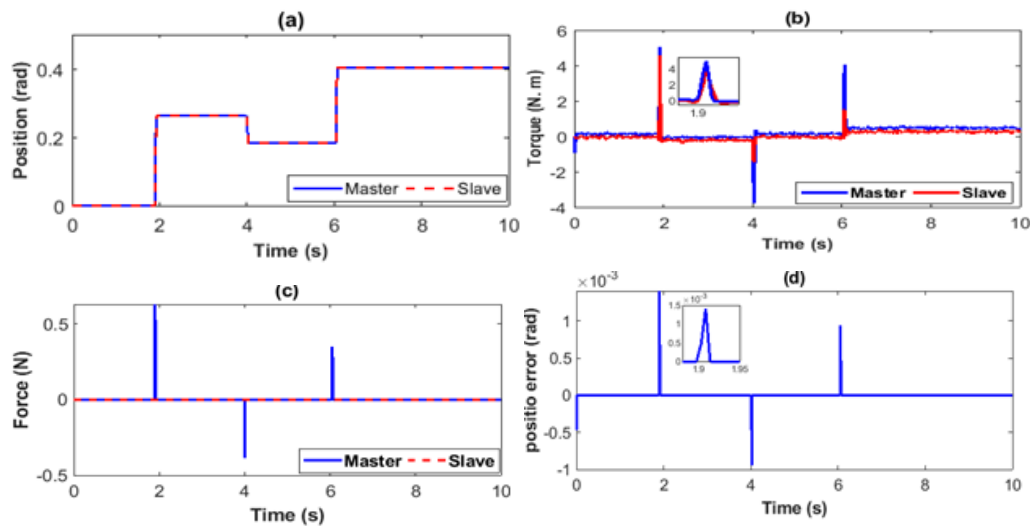 (a)
Position (rad)
0.4
0.2
0
0 2 4 6 8 10
Master Slave
Time (s)
(b)
Torque (N. m)
6
4
2
0
-2
-4
4
2
0
1.9
0 2 4 6 8 10
Master Slave
Time (s)
(c)
Force (N)
0.5
0
-0.5
0 2 4 6 8 10
Master Slave
Time (s)
(d)
×10⁻³
positio error (rad)
1
0.5
0
-0.5
-1
×10⁻³
1.5
1
0.5
0
1.9 1.95
0 2 4 6 8 10
Time (s)